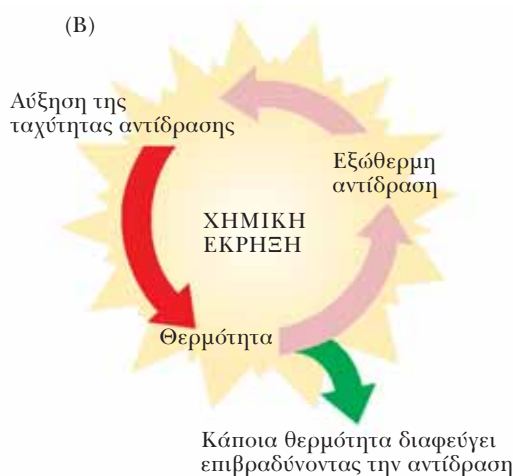 (Β)
Αύξηση της
ταχύτητας αντίδρασης
Εξώθερμη
αντίδραση
ΧΗΜΙΚΗ
ΕΚΡΗΞΗ
Θερμότητα
Κάποια θερμότητα διαφεύγει
επιβραδύνοντας την αντίδραση